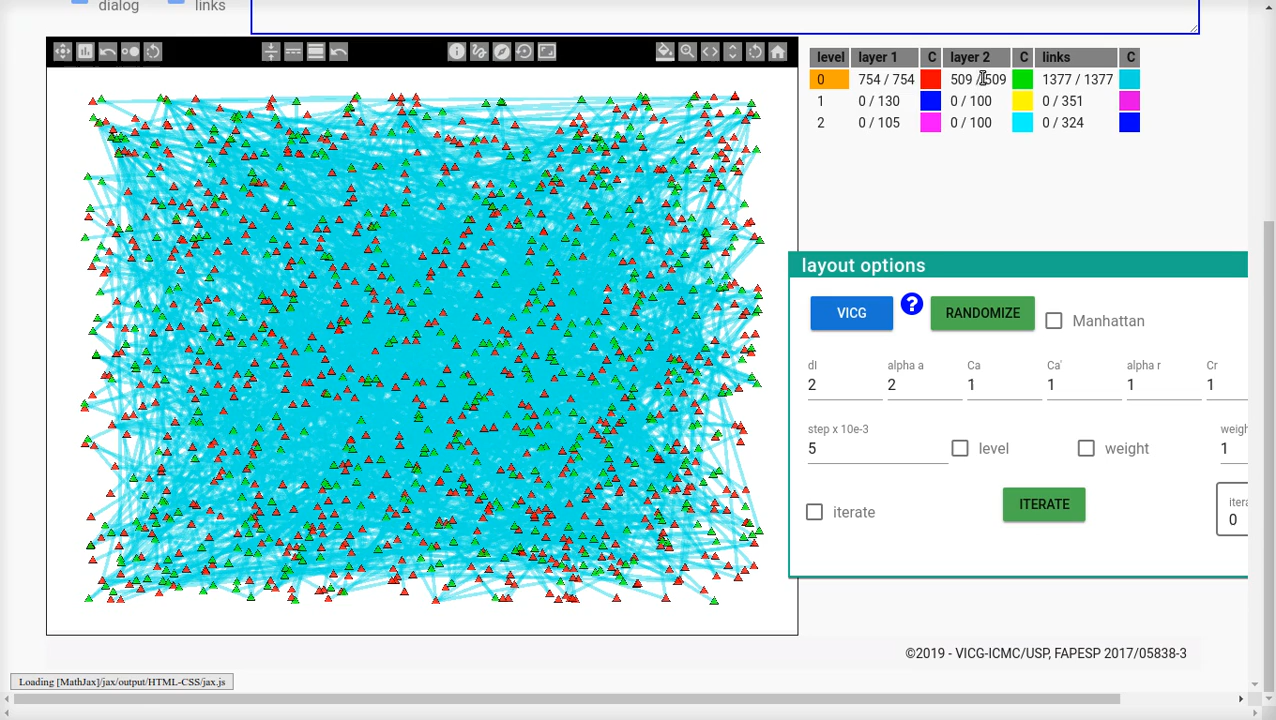 dialog links
level layer 1 C layer 2 C links C
0 754 / 754 509 / 509 1377 / 1377
1 0 / 130 0 / 100 0 / 351
2 0 / 105 0 / 100 0 / 324
layout options
VICG ? RANDOMIZE Manhattan
dl alpha a Ca Ca' alpha r Cr
2 2 1 1 1 1
step x 10e-3 weigh
5 level weight 1
iterate ITERATE itera
0
©2019 - VICG-ICMC/USP, FAPESP 2017/05838-3
Loading [MathJax]/jax/output/HTML-CSS/jax.js